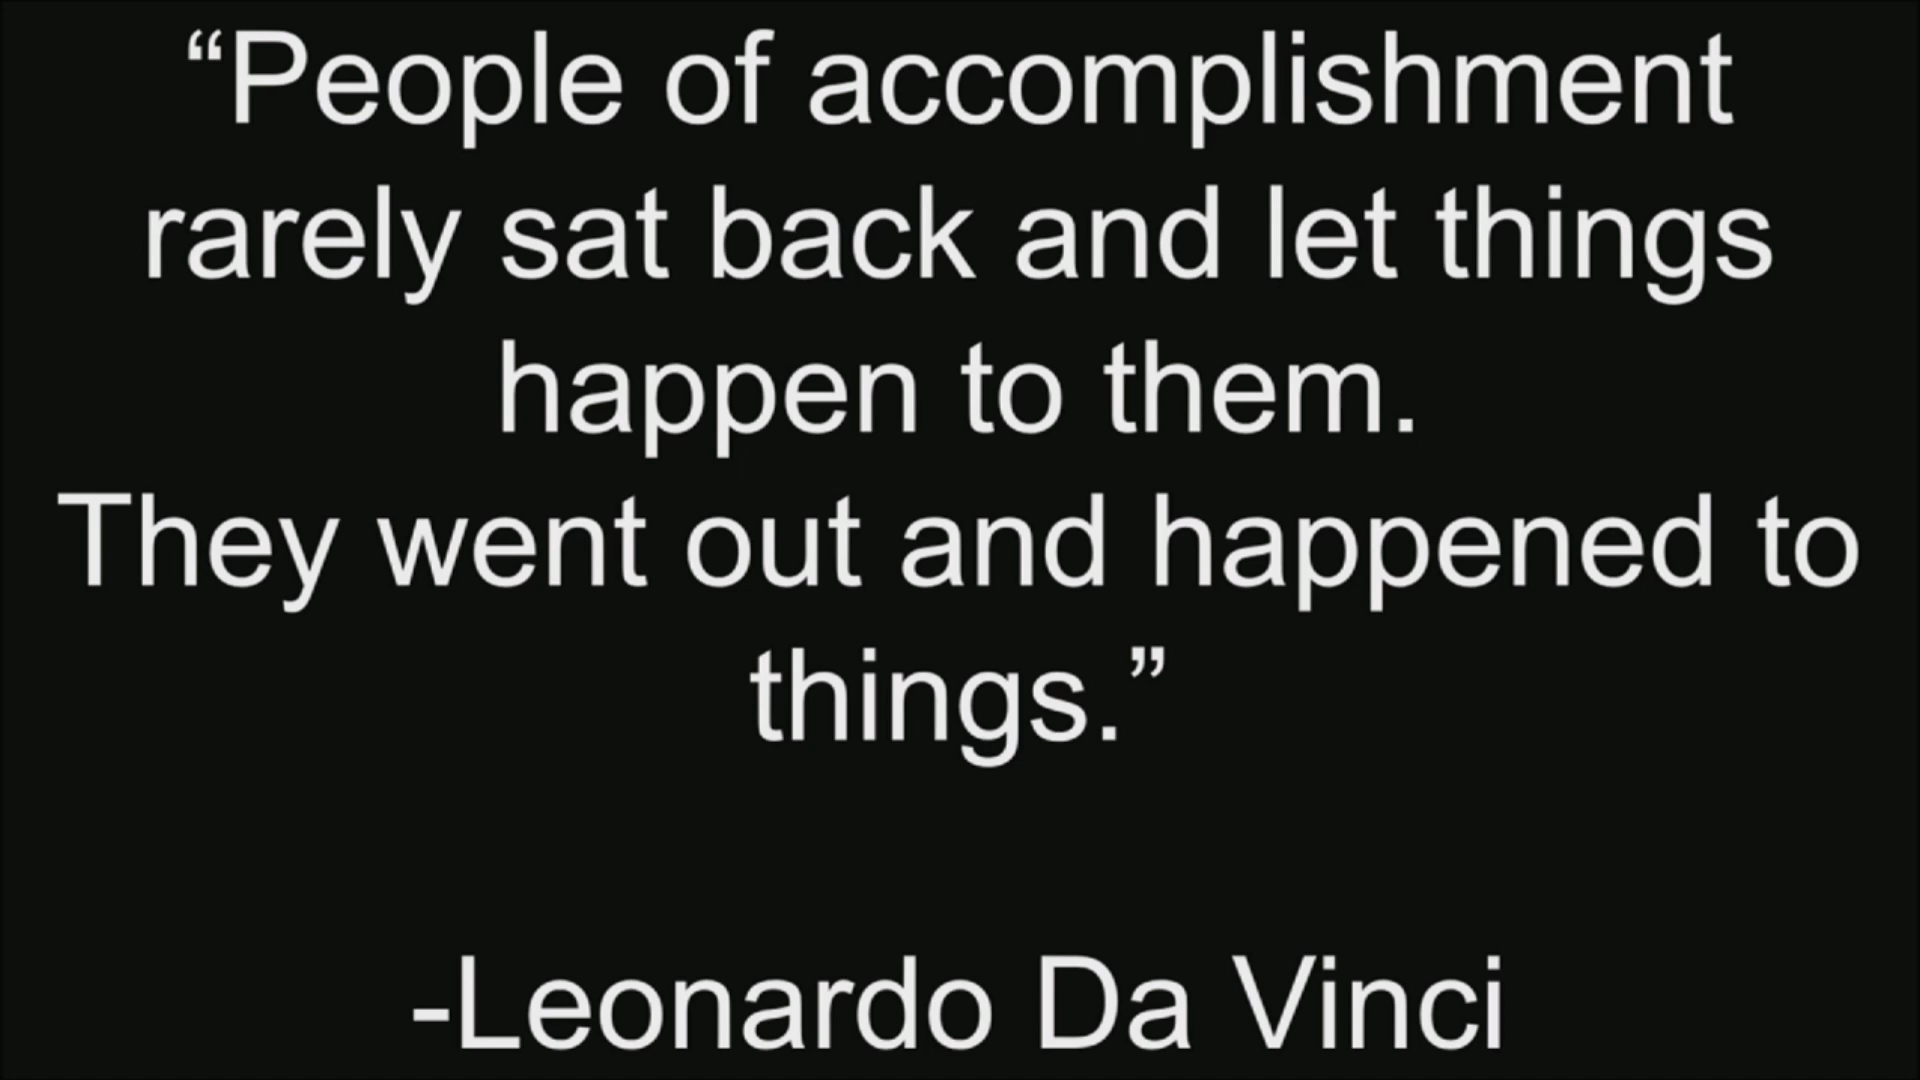 “People of accomplishment
rarely sat back and let things
happen to them.
They went out and happened to
things.”
-Leonardo Da Vinci